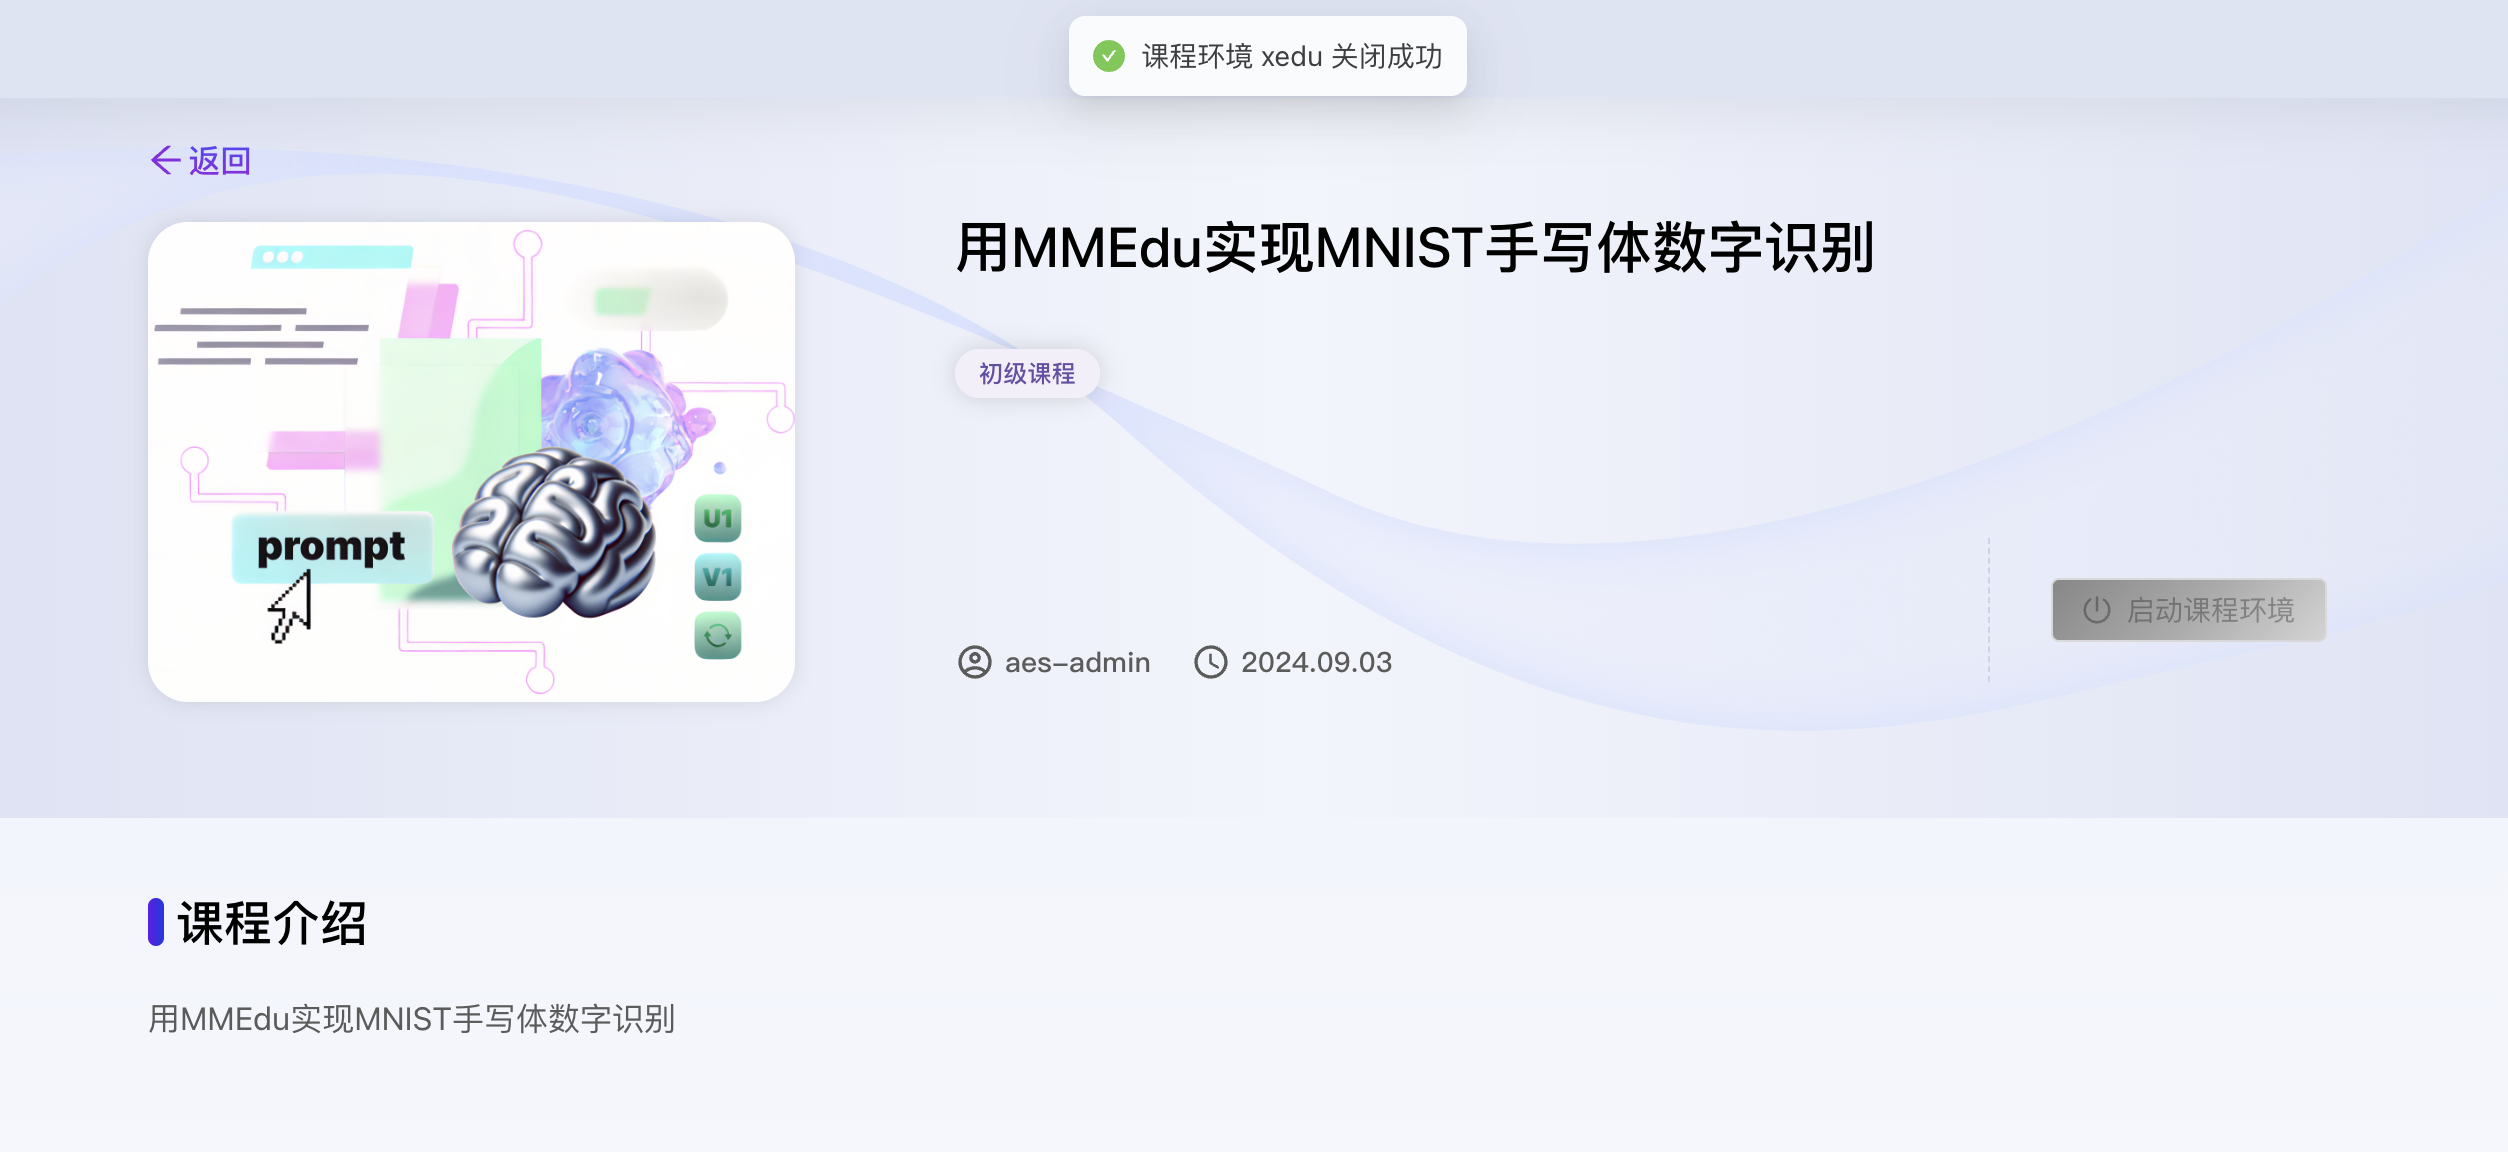 课程环境 xedu 关闭成功
返回
用MMEdu实现MNIST手写体数字识别
初级课程
prompt
U1
V1
aes-admin
2024.09.03
启动课程环境
课程介绍
用MMEdu实现MNIST手写体数字识别